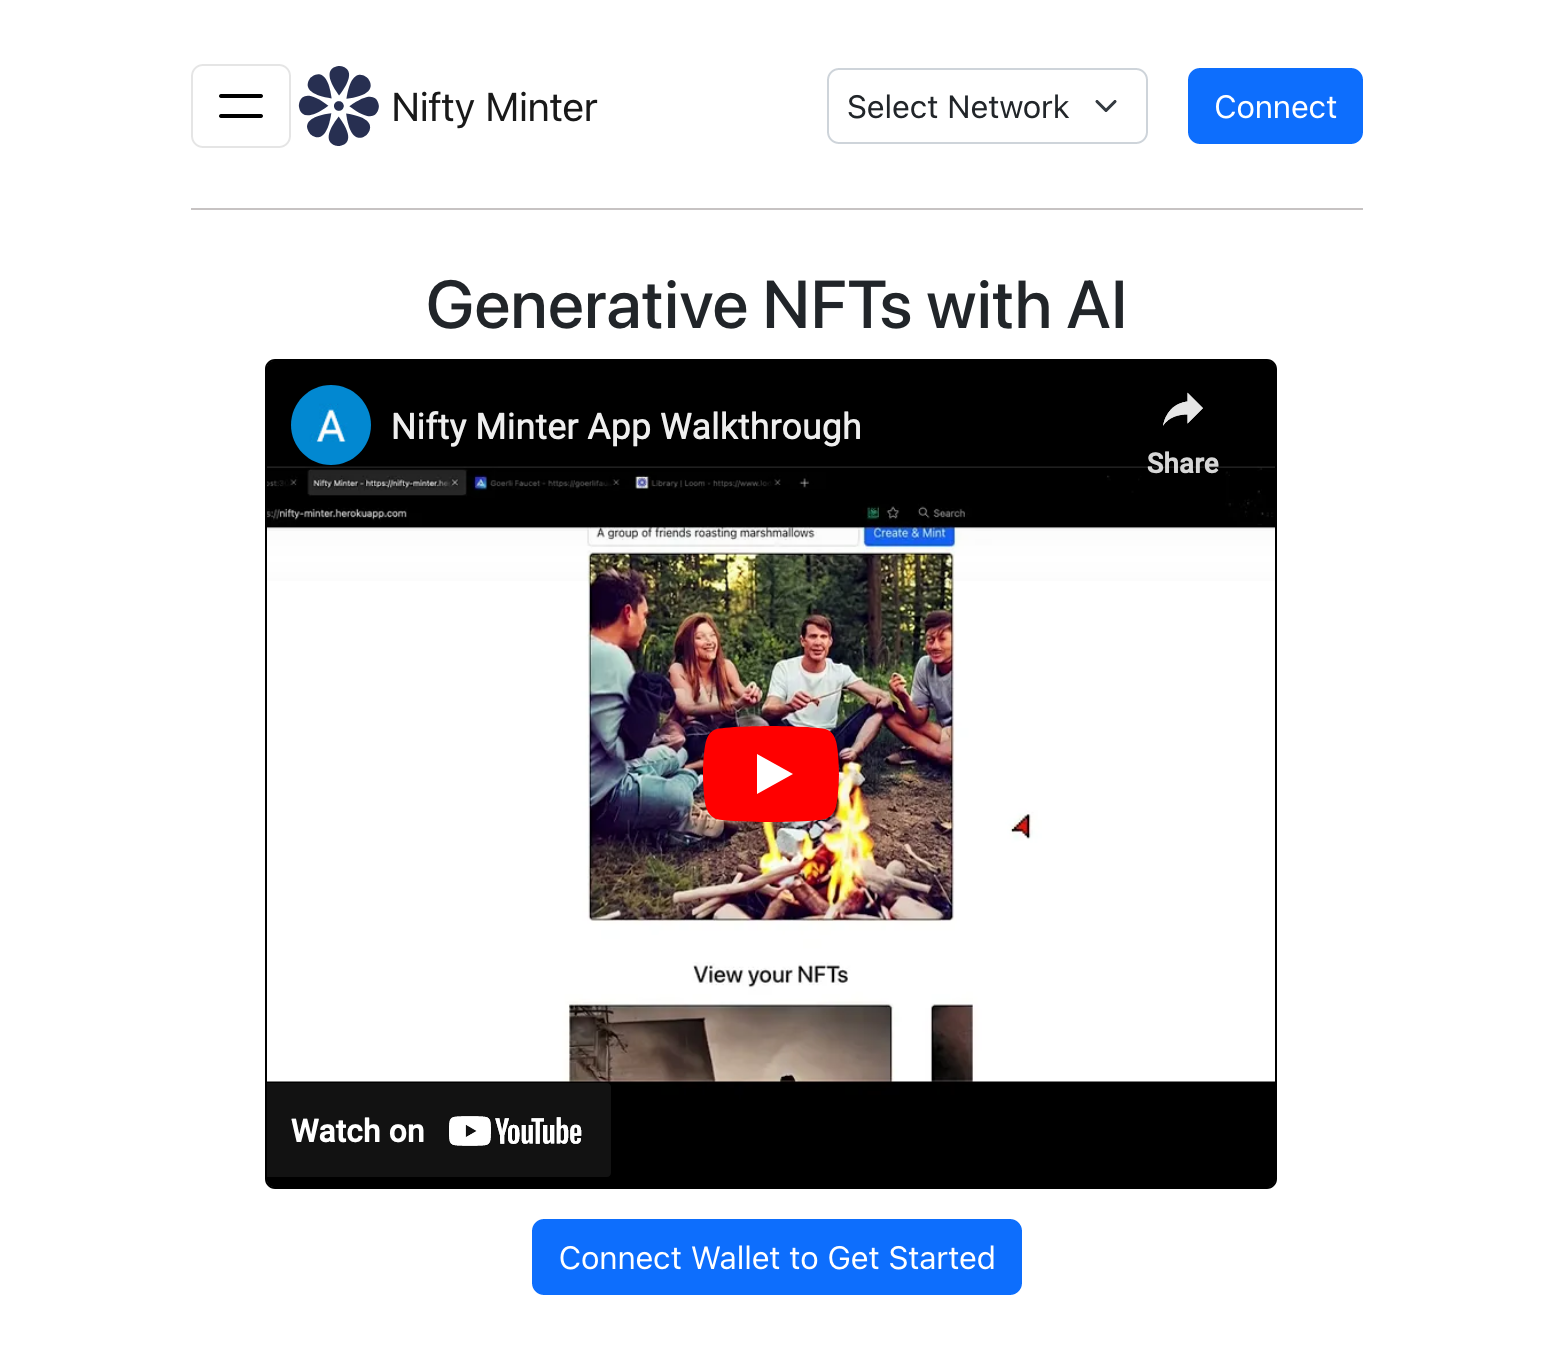 Nifty Minter
Select Network
Connect
Generative NFTs with AI
A
Nifty Minter App Walkthrough
Share
Nifty Minter - https://nifty-minter.he
Goerli Faucet - https://goerlifau
Library | Loom - https://www.lo
s://nifty-minter.herokuapp.com
Search
A group of friends roasting marshmallows
Create & Mint
View your NFTs
Watch on YouTube
Connect Wallet to Get Started